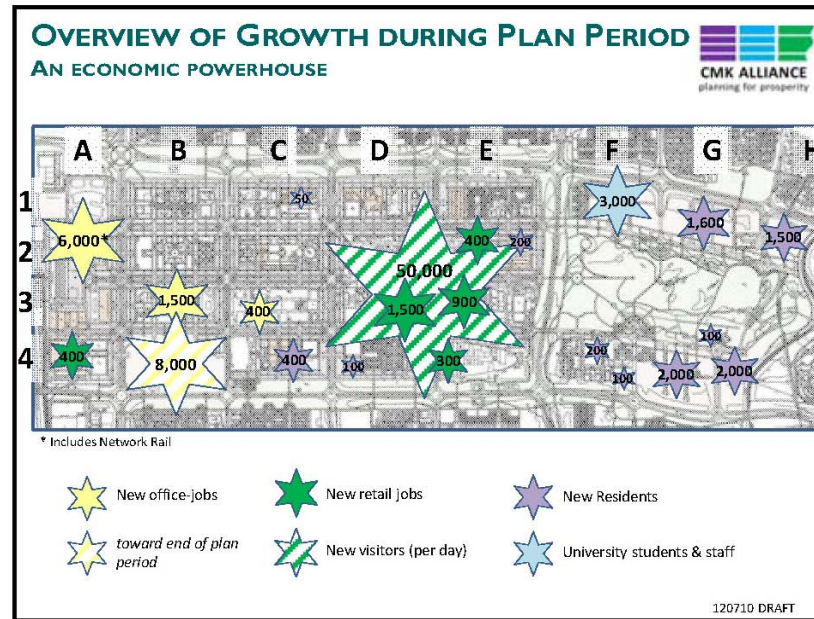 OVERVIEW OF GROWTH DURING PLAN PERIOD
AN ECONOMIC POWERHOUSE
CMK ALLIANCE
planning for prosperity
A B C D E F G H
1
50
3,000
1,600
2
6,000*
400
200
1,500
50,000
3
1,500
400
1,500
900
4
400
8,000
400
100
300
200
100
100
2,000
2,000
* Includes Network Rail
New office-jobs
New retail jobs
New Residents
toward end of plan
period
New visitors (per day)
University students & staff
120710 DRAFT